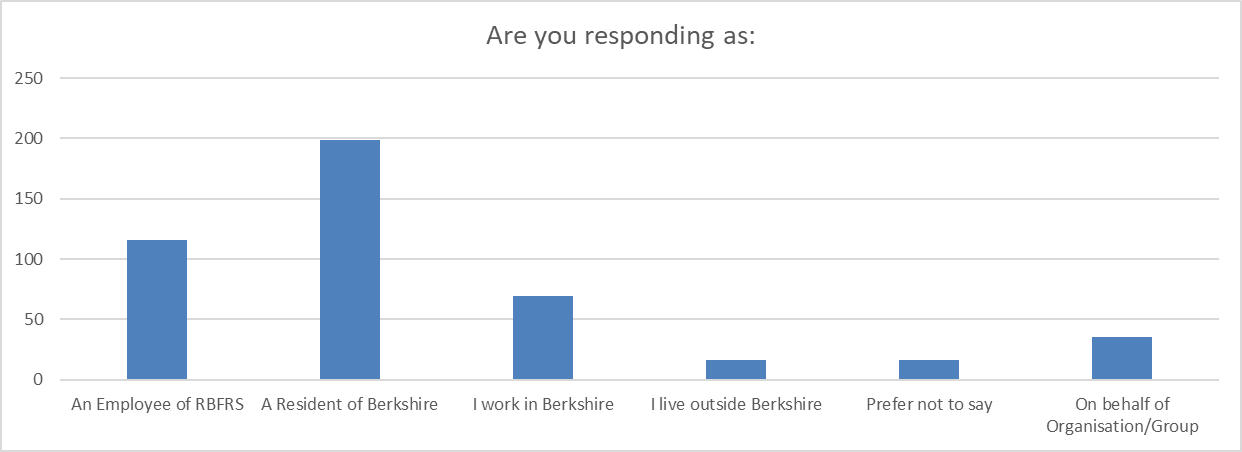 Are you responding as:
250
200
150
100
50
0
An Employee of RBFRS
A Resident of Berkshire
I work in Berkshire
I live outside Berkshire
Prefer not to say
On behalf of
Organisation/Group